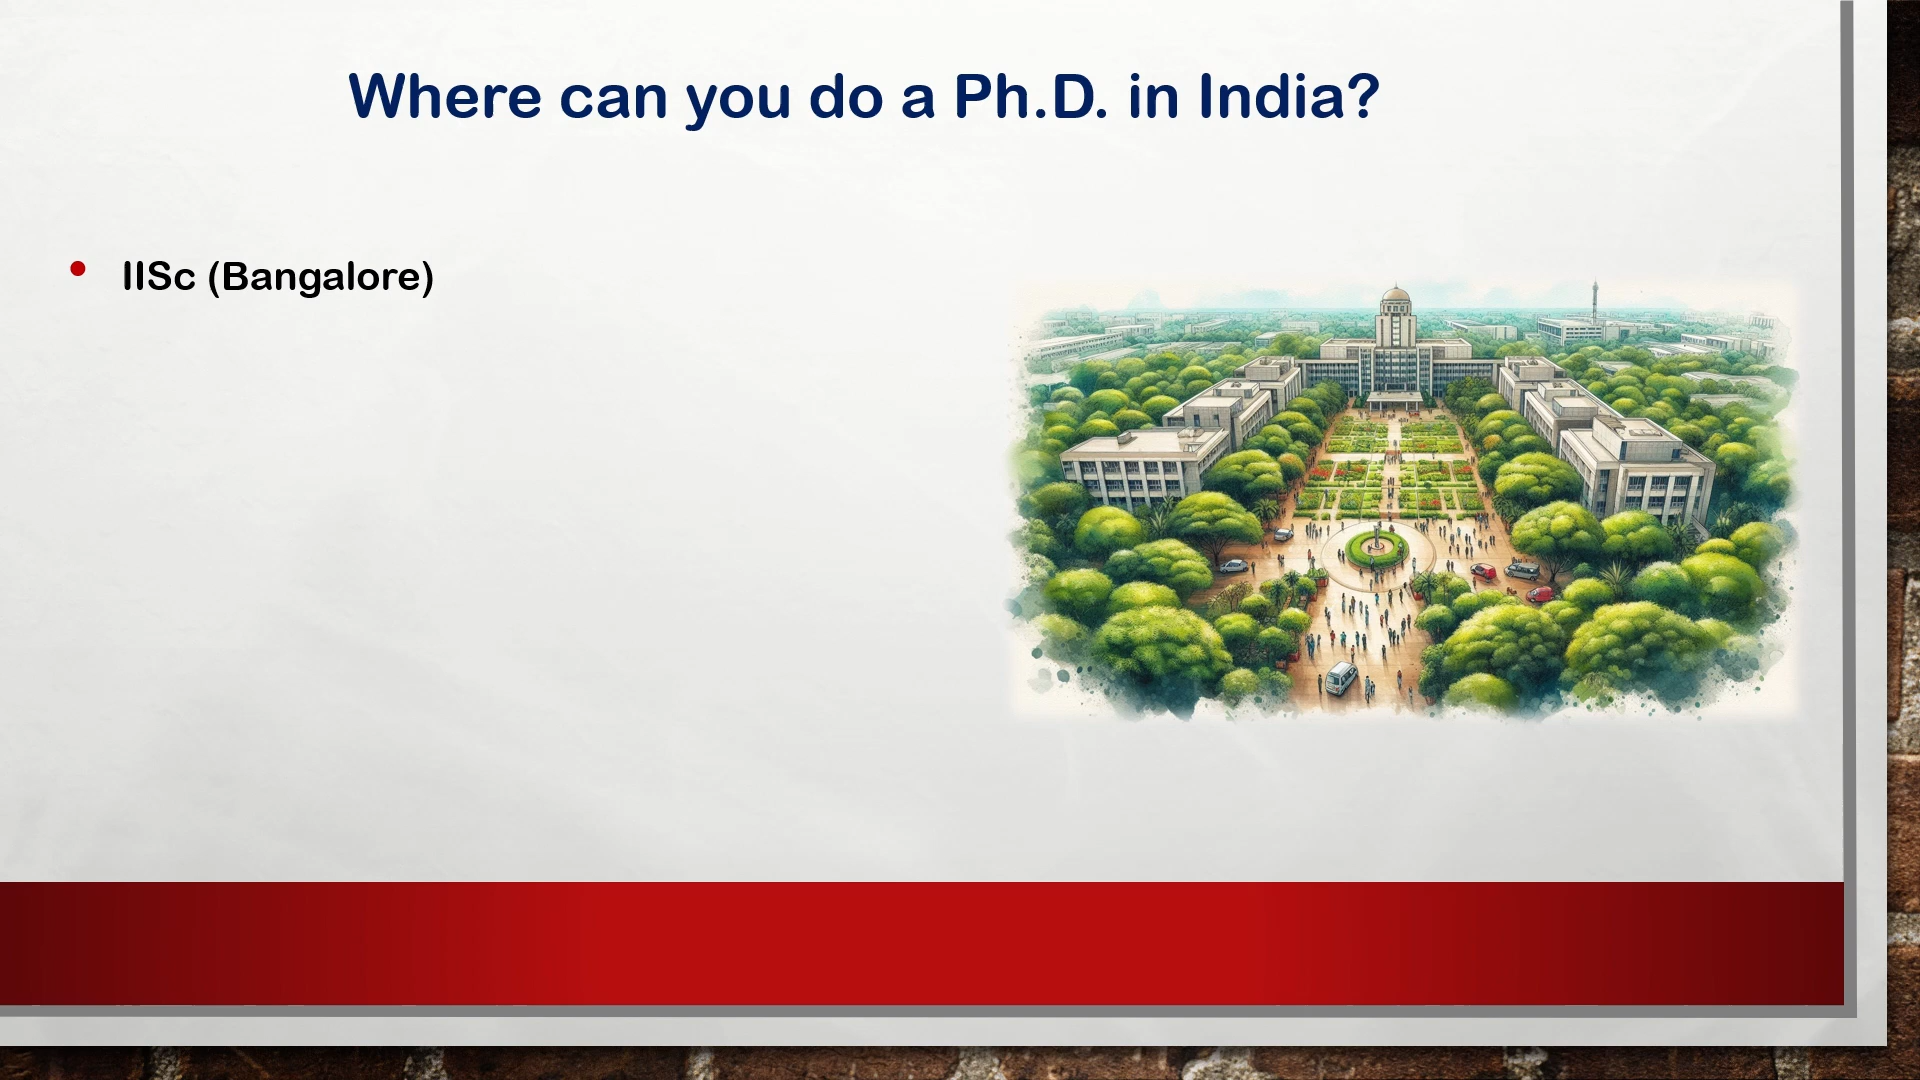 Where can you do a Ph.D. in India?
• IISc (Bangalore)